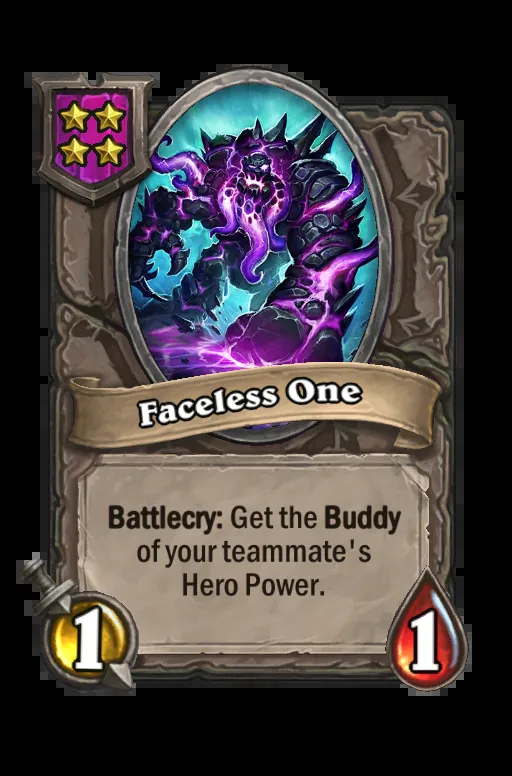 Faceless One
Battlecry: Get the Buddy
of your teammate's
Hero Power.
1
1